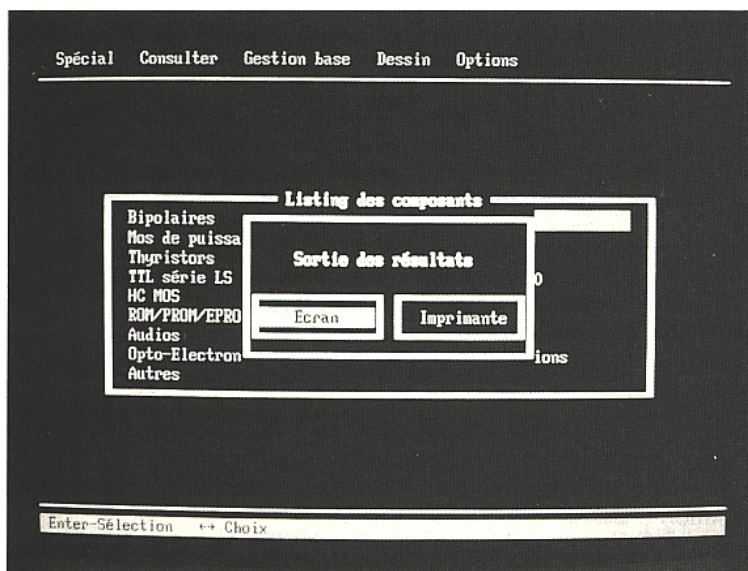 Spécial Consulter Gestion base Dessin Options
Listing des composants
Bipolaires
Mos de puissa
Thyristors
TTL série LS
HC MOS
ROM/PROM/EPRO
Audios
Opto-Electron
Autres
0
ions
Sortie des résultats
Ecran Imprimante
Enter-Sélection ↔ Choix